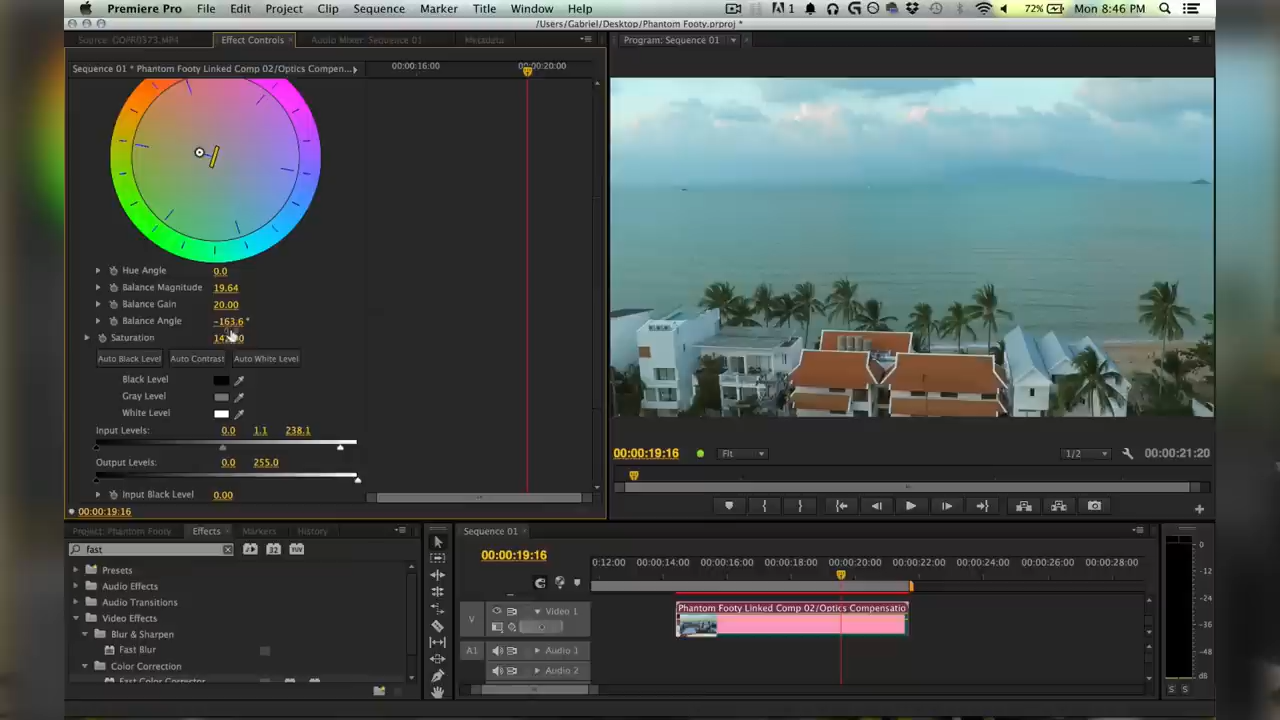 Premiere Pro File Edit Project Clip Sequence Marker Title Window Help 1 72% Mon 8:46 PM
/Users/Gabriel/Desktop/Phantom Footy.prproj *
Source: GOPR0373.MP4 Effect Controls Audio Mixer: Sequence 01 Metadata
Program: Sequence 01
Sequence 01 * Phantom Footy Linked Comp 02/Optics Compen...
00:00:16:00 00:00:20:00
Hue Angle 0.0
Balance Magnitude 19.64
Balance Gain 20.00
Balance Angle -163.6 °
Saturation
Auto Black Level Auto Contrast Auto White Level
Black Level
Gray Level
White Level
Input Levels: 0.0 1.1 238.1
Output Levels: 0.0 255.0
Input Black Level 0.00
00:00:19:16
00:00:19:16 Fit 1/2 00:00:21:20
Project: Phantom Footy Effects Markers History
fast 32 YUV
Presets
Audio Effects
Audio Transitions
Video Effects
Blur & Sharpen
Fast Blur
Color Correction
Fast Color Corrector
Sequence 01
00:00:19:16
0:12:00 00:00:14:00 00:00:16:00 00:00:18:00 00:00:20:00 00:00:22:00 00:00:24:00 00:00:26:00 00:00:28:00
V Video 1
Phantom Footy Linked Comp 02/Optics Compensatio
A1 Audio 1
Audio 2
0
-12
-24
-36
-48
dB
S S